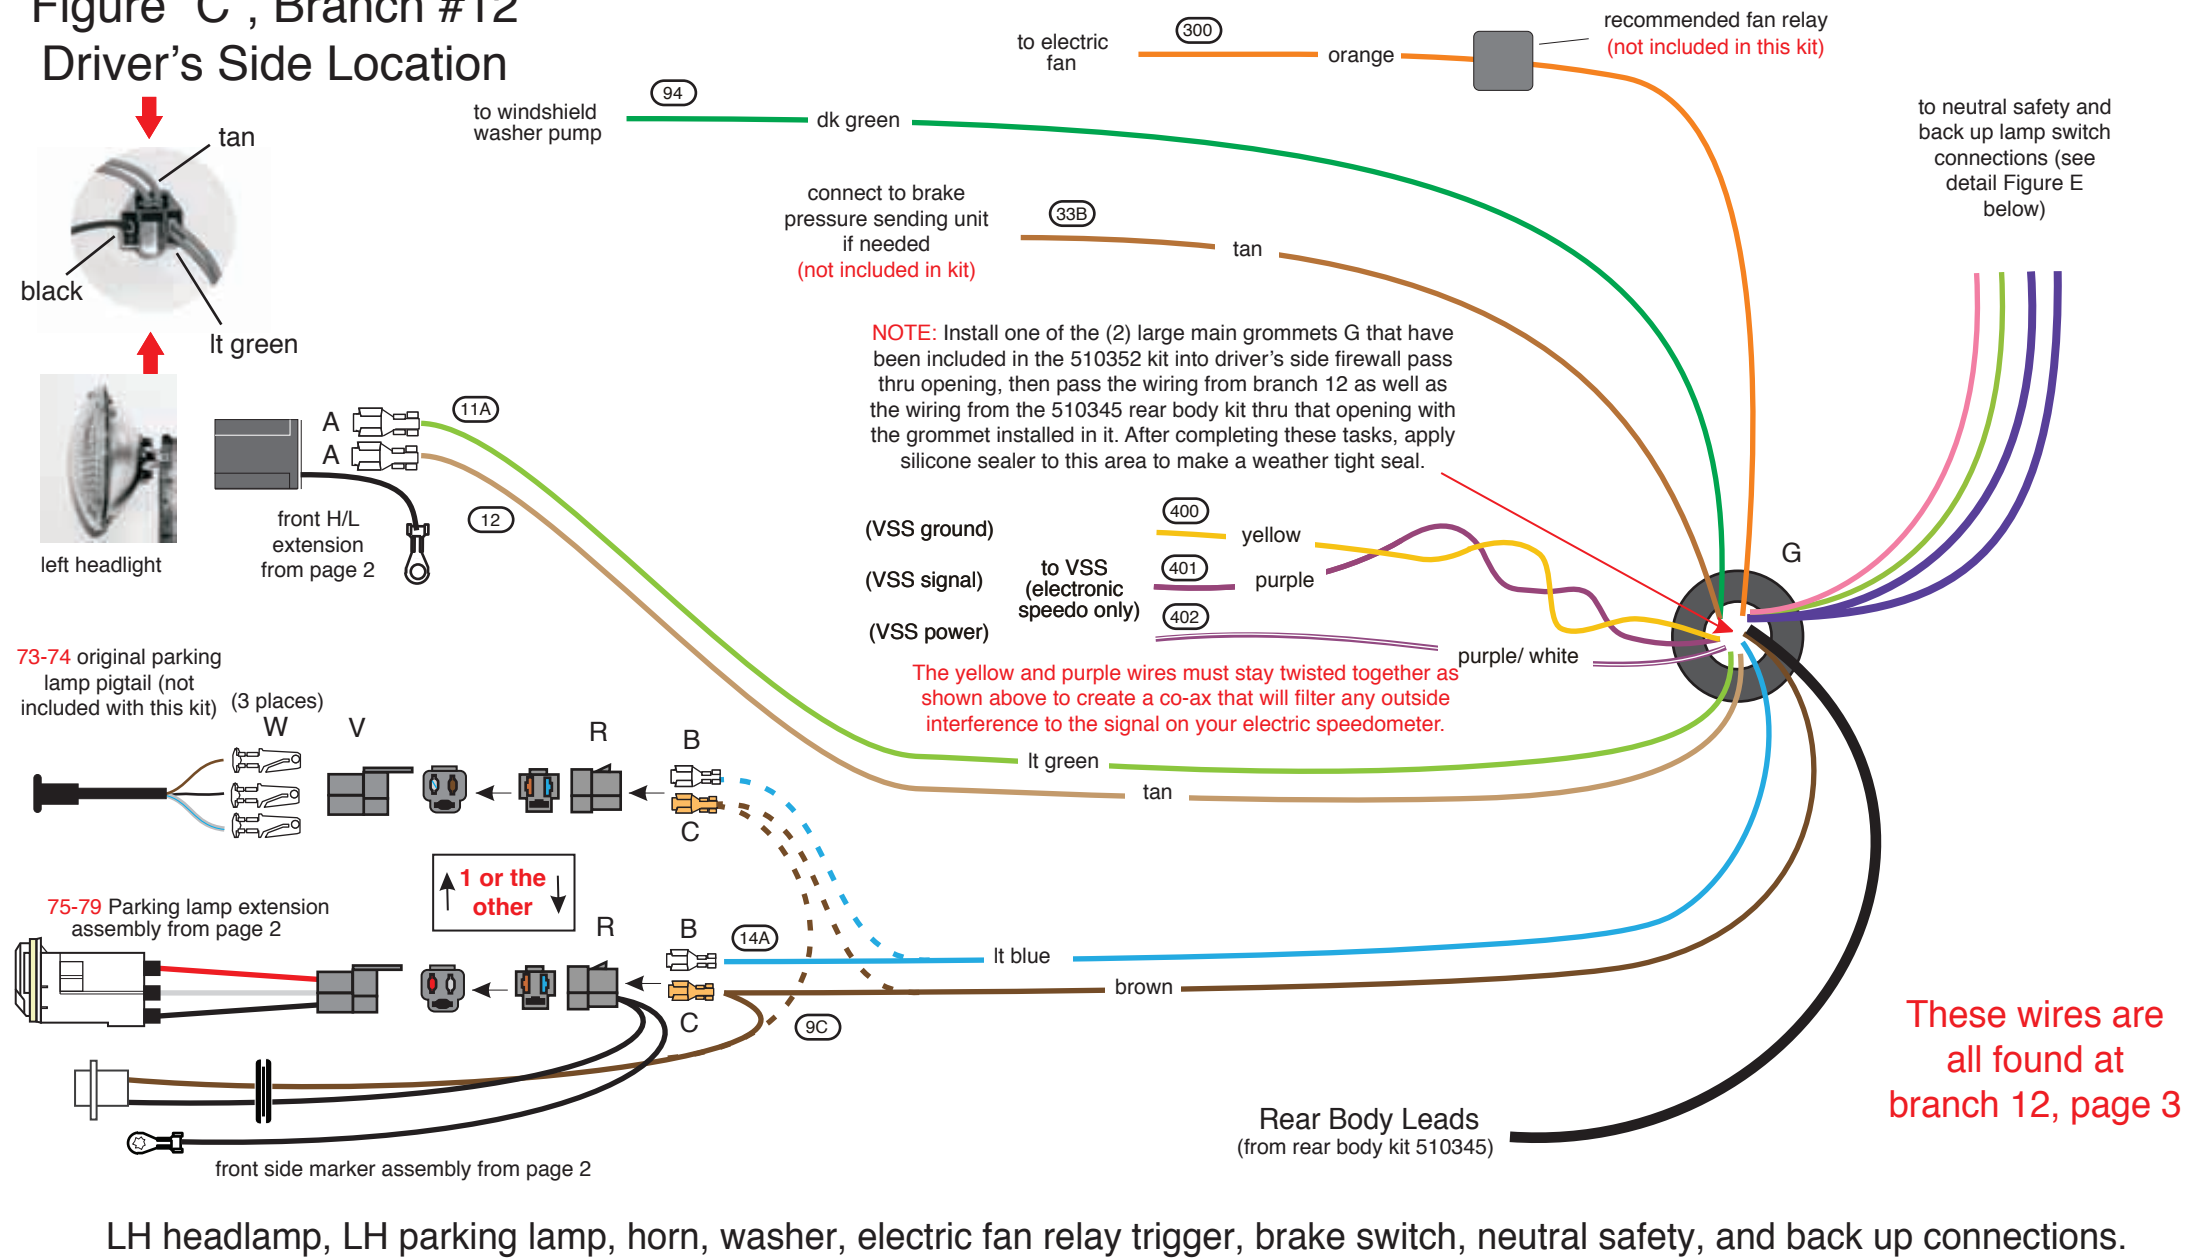 Figure "C", Branch #12
Driver's Side Location
tan
black
lt green
left headlight
A
A
11A
12
front H/L
extension
from page 2
to windshield
washer pump
94
dk green
to electric
fan
300
orange
recommended fan relay
(not included in this kit)
to neutral safety and
back up lamp switch
connections (see
detail Figure E
below)
connect to brake
pressure sending unit
if needed
(not included in kit)
33B
tan
NOTE: Install one of the (2) large main grommets G that have
been included in the 510352 kit into driver's side firewall pass
thru opening, then pass the wiring from branch 12 as well as
the wiring from the 510345 rear body kit thru that opening with
the grommet installed in it. After completing these tasks, apply
silicone sealer to this area to make a weather tight seal.
(VSS ground)
(VSS signal)
(VSS power)
to VSS
(electronic
speedo only)
400
yellow
401
purple
402
purple/ white
G
The yellow and purple wires must stay twisted together as
shown above to create a co-ax that will filter any outside
interference to the signal on your electric speedometer.
lt green
tan
73-74 original parking
lamp pigtail (not
included with this kit)
(3 places)
W
V
R
B
C
1 or the
other
75-79 Parking lamp extension
assembly from page 2
R
B
C
14A
9C
lt blue
brown
front side marker assembly from page 2
Rear Body Leads
(from rear body kit 510345)
These wires are
all found at
branch 12, page 3
LH headlamp, LH parking lamp, horn, washer, electric fan relay trigger, brake switch, neutral safety, and back up connections.